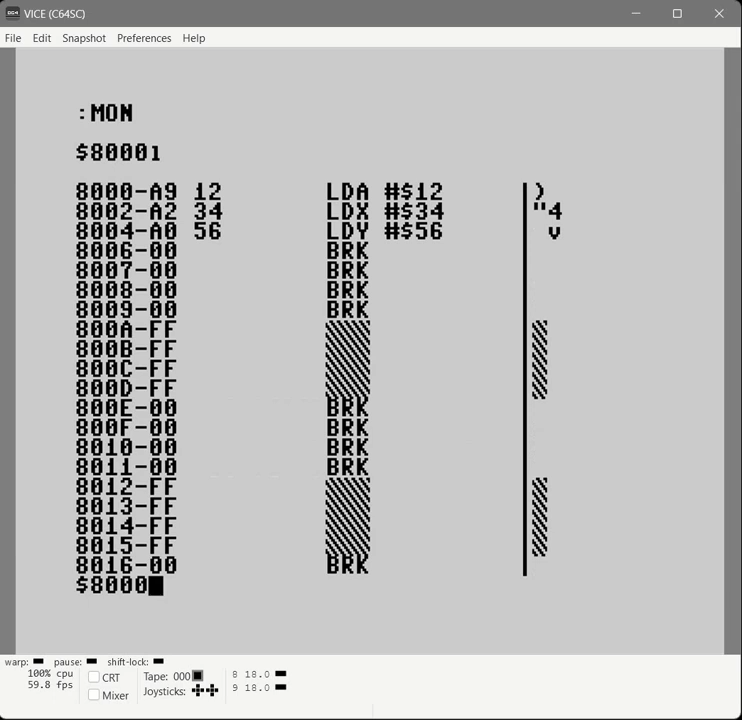 VICE (C64SC)
File Edit Snapshot Preferences Help
:MON
$8000l
8000-A9 12 LDA #$12 )
8002-A2 34 LDX #$34 "4
8004-A0 56 LDY #$56 v
8006-00 BRK
8007-00 BRK
8008-00 BRK
8009-00 BRK
800A-FF
800B-FF
800C-FF
800D-FF
800E-00 BRK
800F-00 BRK
8010-00 BRK
8011-00 BRK
8012-FF
8013-FF
8014-FF
8015-FF
8016-00 BRK
$8000
warp: pause: shift-lock:
100% cpu CRT Tape: 000 8 18.0
59.8 fps Mixer Joysticks: 9 18.0